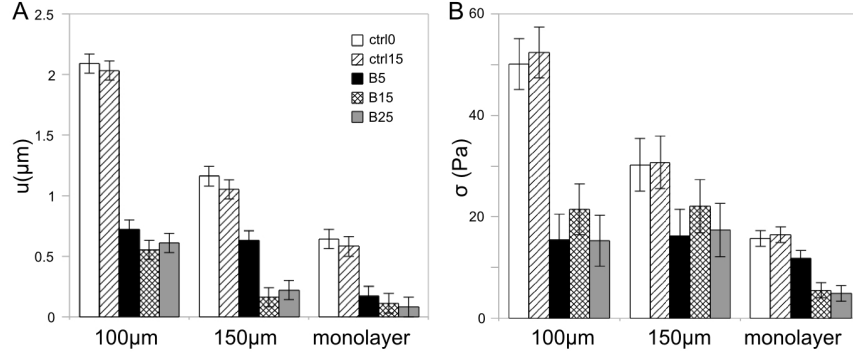 A
2.5
2
1.5
1
0.5
0
u(μm)
ctrl0
ctrl15
B5
B15
B25
100μm
150μm
monolayer
B
60
40
20
0
σ (Pa)
100μm
150μm
monolayer